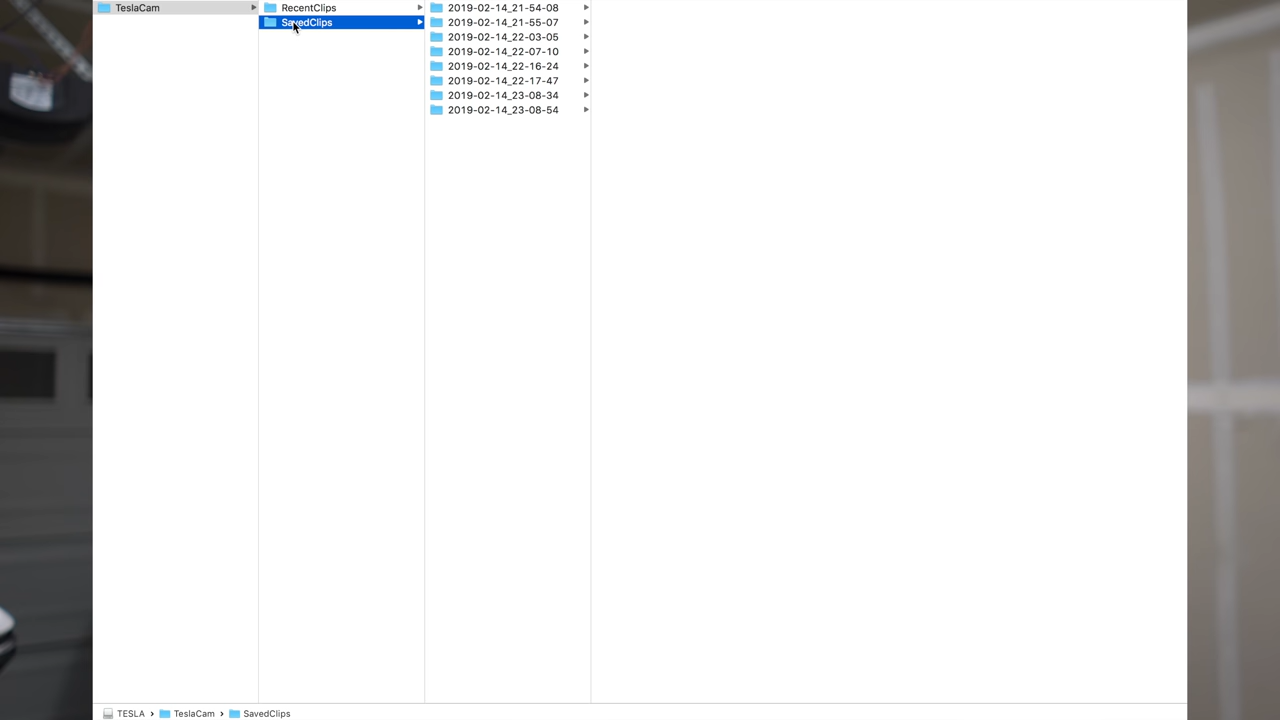 TeslaCam
RecentClips
SavedClips
2019-02-14_21-54-08
2019-02-14_21-55-07
2019-02-14_22-03-05
2019-02-14_22-07-10
2019-02-14_22-16-24
2019-02-14_22-17-47
2019-02-14_23-08-34
2019-02-14_23-08-54
TESLA › TeslaCam › SavedClips